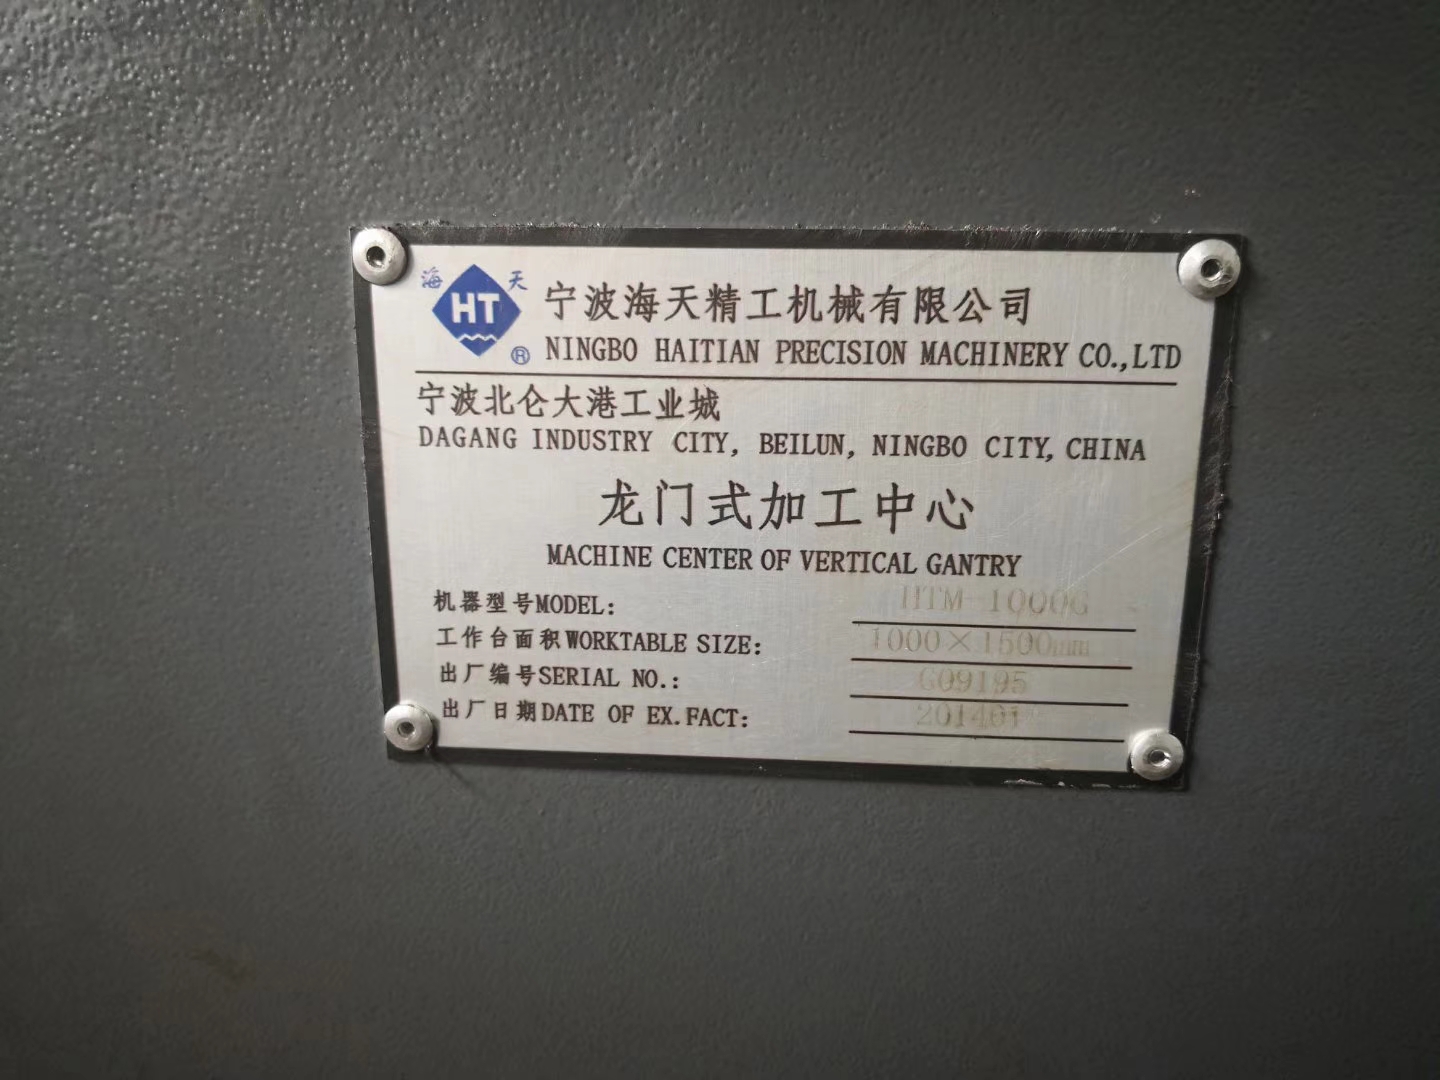 海 天
HT
®
宁波海天精工机械有限公司
NINGBO HAITIAN PRECISION MACHINERY CO.,LTD
宁波北仑大港工业城
DAGANG INDUSTRY CITY, BEILUN, NINGBO CITY, CHINA
龙门式加工中心
MACHINE CENTER OF VERTICAL GANTRY
机器型号MODEL: HTM-1000G
工作台面积WORKTABLE SIZE: 1000×1500mm
出厂编号SERIAL NO.: G09195
出厂日期DATE OF EX.FACT: 201401